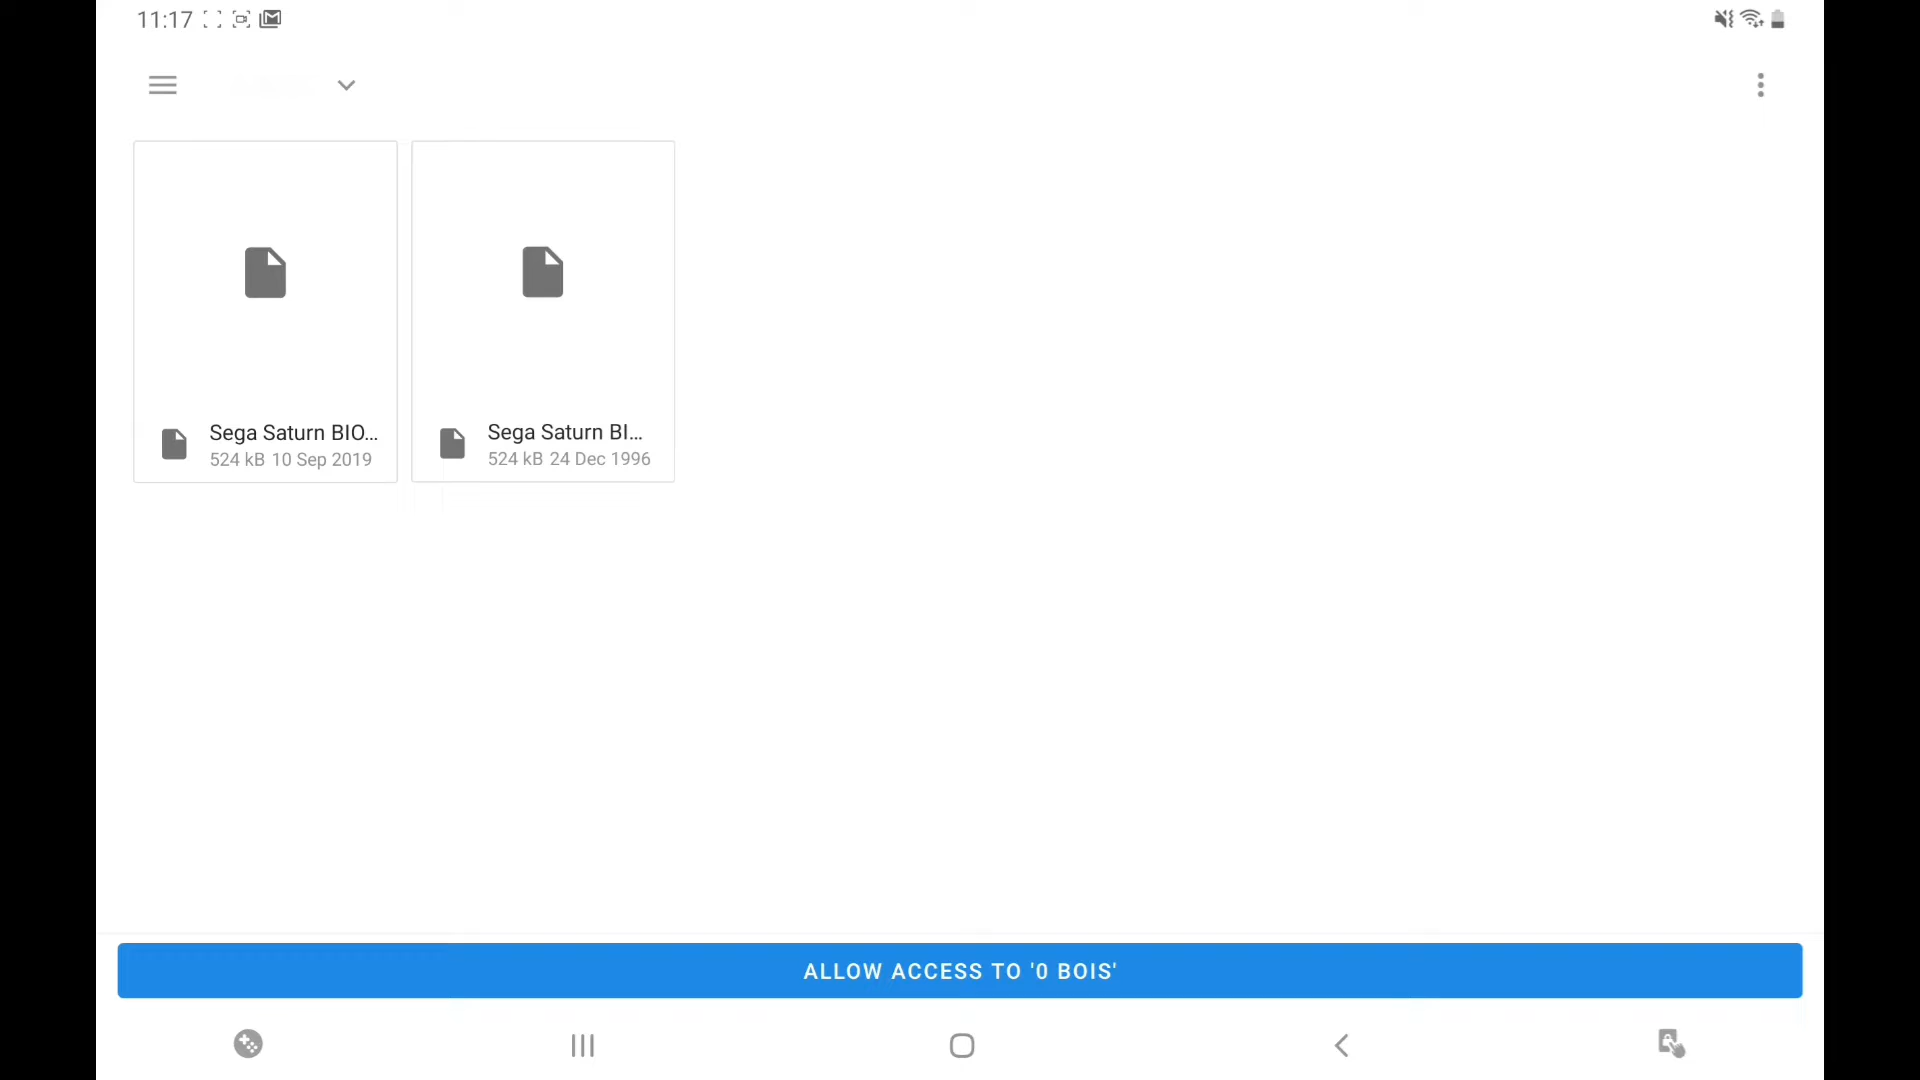 11:17
Sega Saturn BIO...
524 kB 10 Sep 2019
Sega Saturn BI...
524 kB 24 Dec 1996
ALLOW ACCESS TO '0 BOIS'